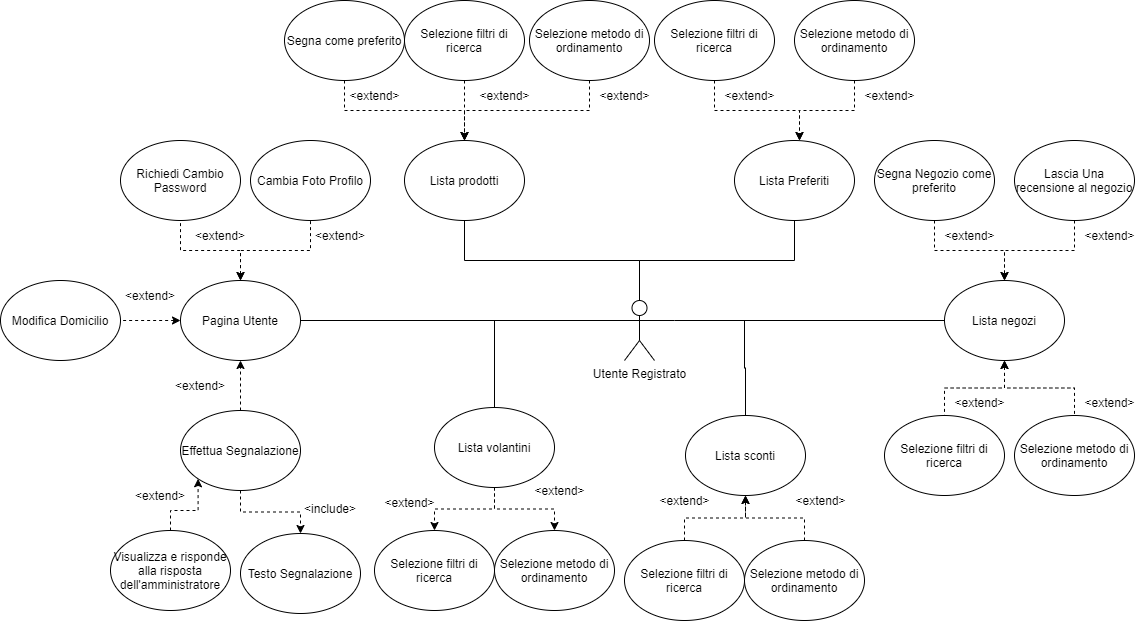 Segna come preferito
Selezione filtri di
ricerca
Selezione metodo di
ordinamento
Selezione filtri di
ricerca
Selezione metodo di
ordinamento
<extend>
<extend>
<extend>
<extend>
<extend>
Richiedi Cambio
Password
Cambia Foto Profilo
Lista prodotti
Lista Preferiti
Segna Negozio come
preferito
Lascia Una
recensione al negozio
<extend>
<extend>
<extend>
<extend>
<extend>
Modifica Domicilio
Pagina Utente
Lista negozi
Utente Registrato
<extend>
<extend>
<extend>
Effettua Segnalazione
Lista volantini
Lista sconti
Selezione filtri di
ricerca
Selezione metodo di
ordinamento
<extend>
<include>
<extend>
<extend>
<extend>
<extend>
Visualizza e risponde
alla risposta
dell'amministratore
Testo Segnalazione
Selezione filtri di
ricerca
Selezione metodo di
ordinamento
Selezione filtri di
ricerca
Selezione metodo di
ordinamento